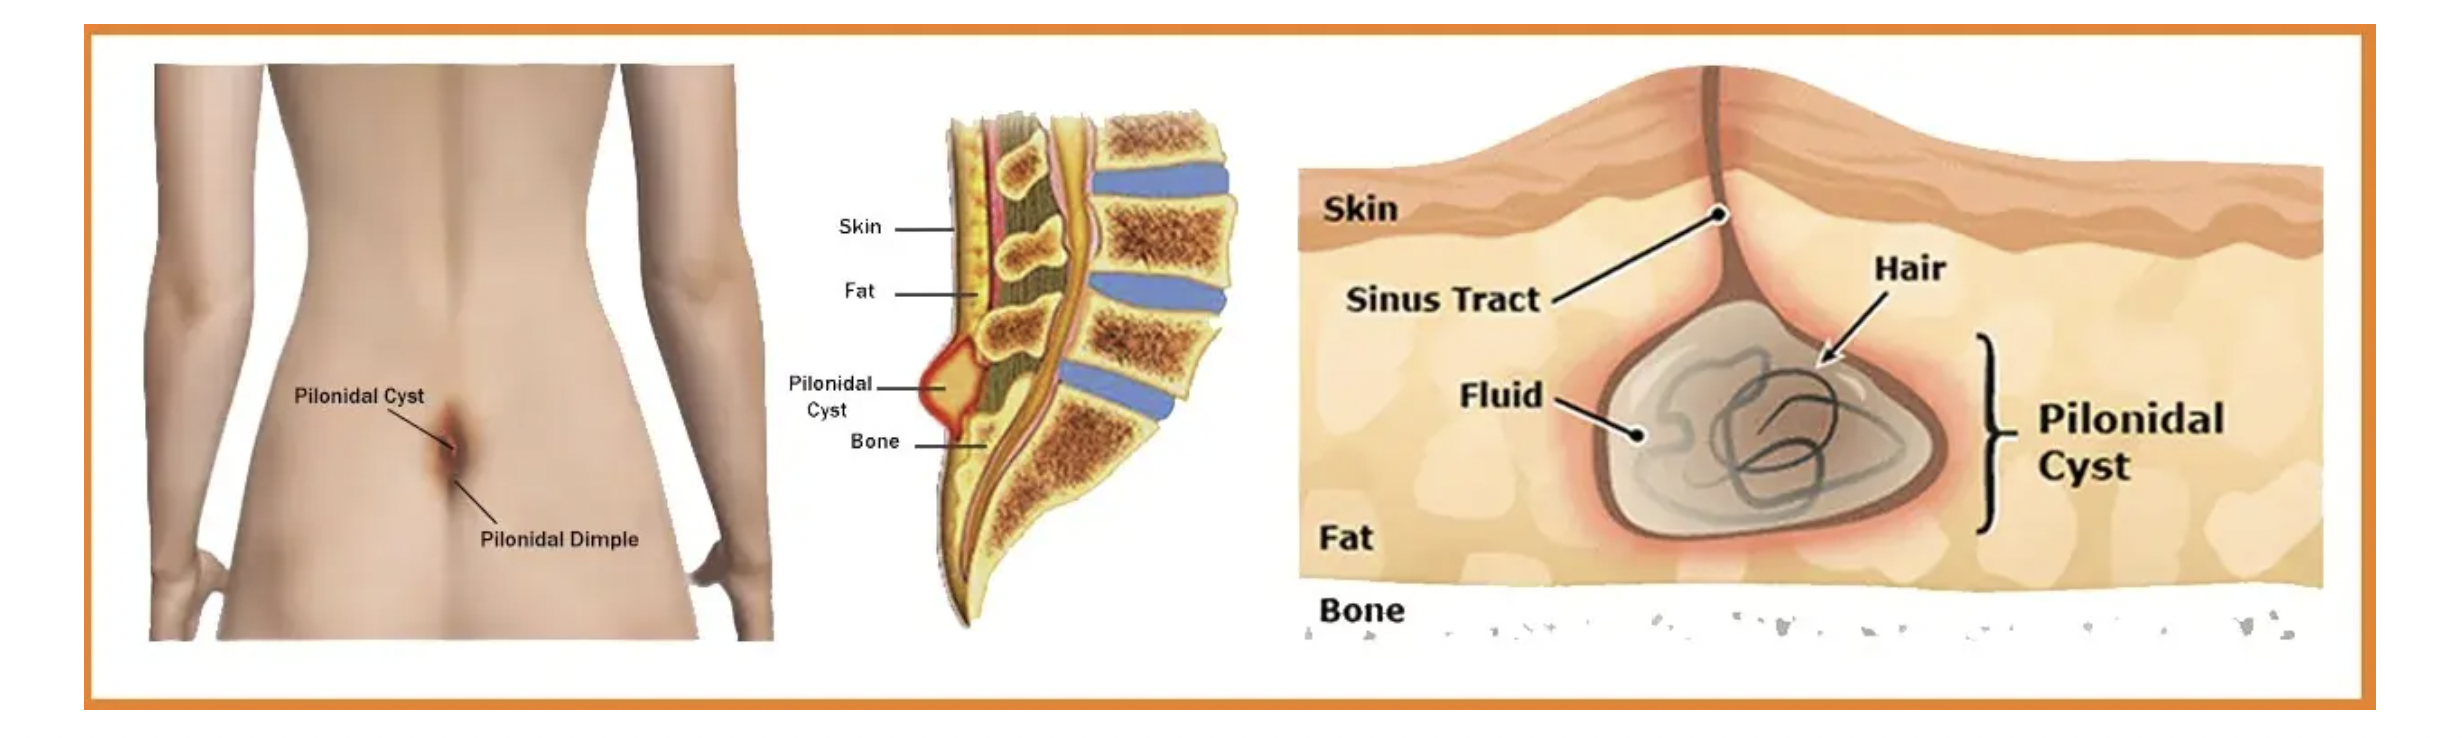 Pilonidal Cyst
Pilonidal Dimple
Skin
Fat
Pilonidal
Cyst
Bone
Skin
Sinus Tract
Hair
Fluid
Pilonidal
Cyst
Fat
Bone